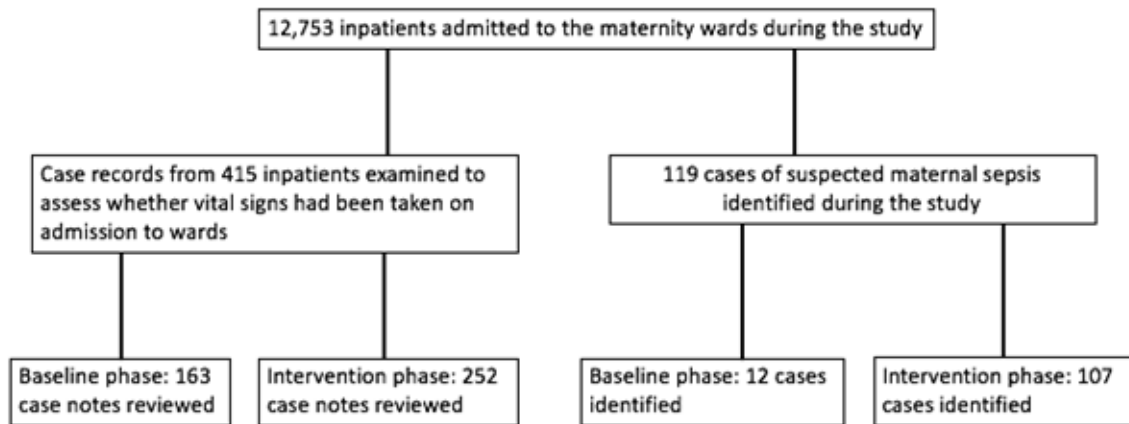 12,753 inpatients admitted to the maternity wards during the study
Case records from 415 inpatients examined to
assess whether vital signs had been taken on
admission to wards
119 cases of suspected maternal sepsis
identified during the study
Baseline phase: 163
case notes reviewed
Intervention phase: 252
case notes reviewed
Baseline phase: 12 cases
identified
Intervention phase: 107
cases identified